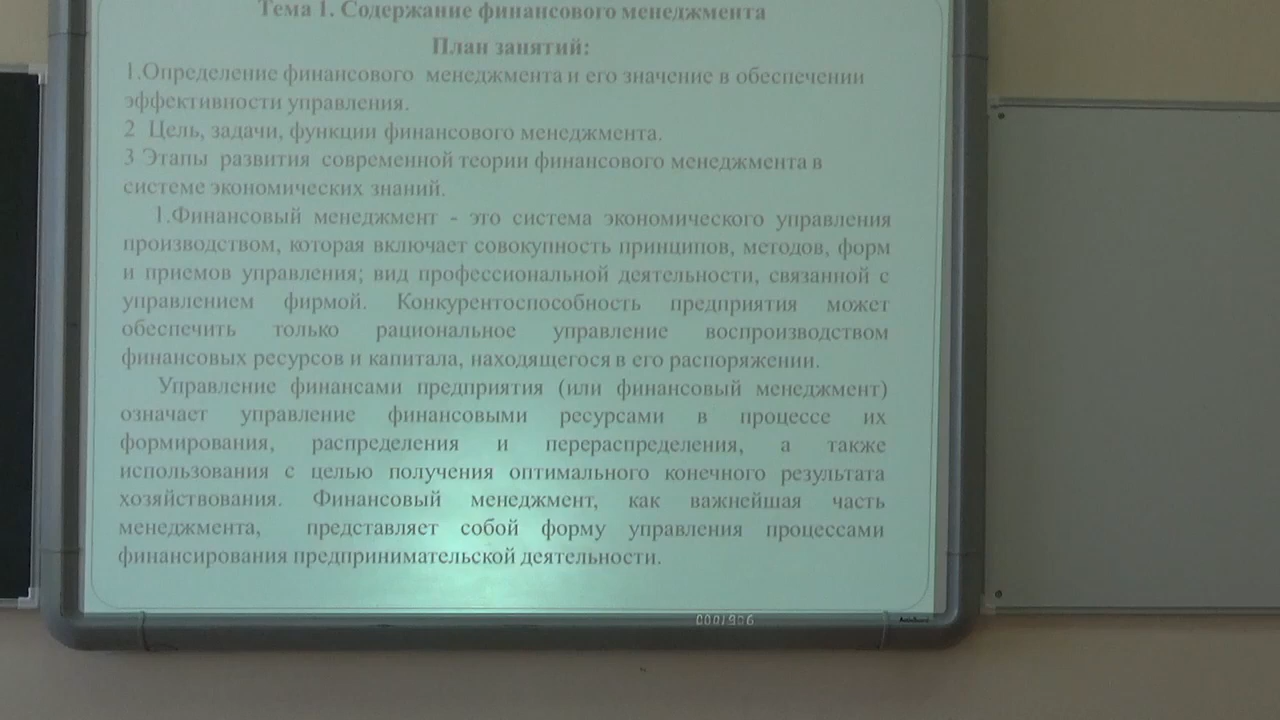 Тема 1. Содержание финансового менеджмента
План занятий:
1.Определение финансового менеджмента и его значение в обеспечении
эффективности управления.
2 Цель, задачи, функции финансового менеджмента.
3 Этапы развития современной теории финансового менеджмента в
системе экономических знаний.
1.Финансовый менеджмент - это система экономического управления
производством, которая включает совокупность принципов, методов, форм
и приемов управления; вид профессиональной деятельности, связанной с
управлением фирмой. Конкурентоспособность предприятия может
обеспечить только рациональное управление воспроизводством
финансовых ресурсов и капитала, находящегося в его распоряжении.
Управление финансами предприятия (или финансовый менеджмент)
означает управление финансовыми ресурсами в процессе их
формирования, распределения и перераспределения, а также
использования с целью получения оптимального конечного результата
хозяйствования. Финансовый менеджмент, как важнейшая часть
менеджмента, представляет собой форму управления процессами
финансирования предпринимательской деятельности.